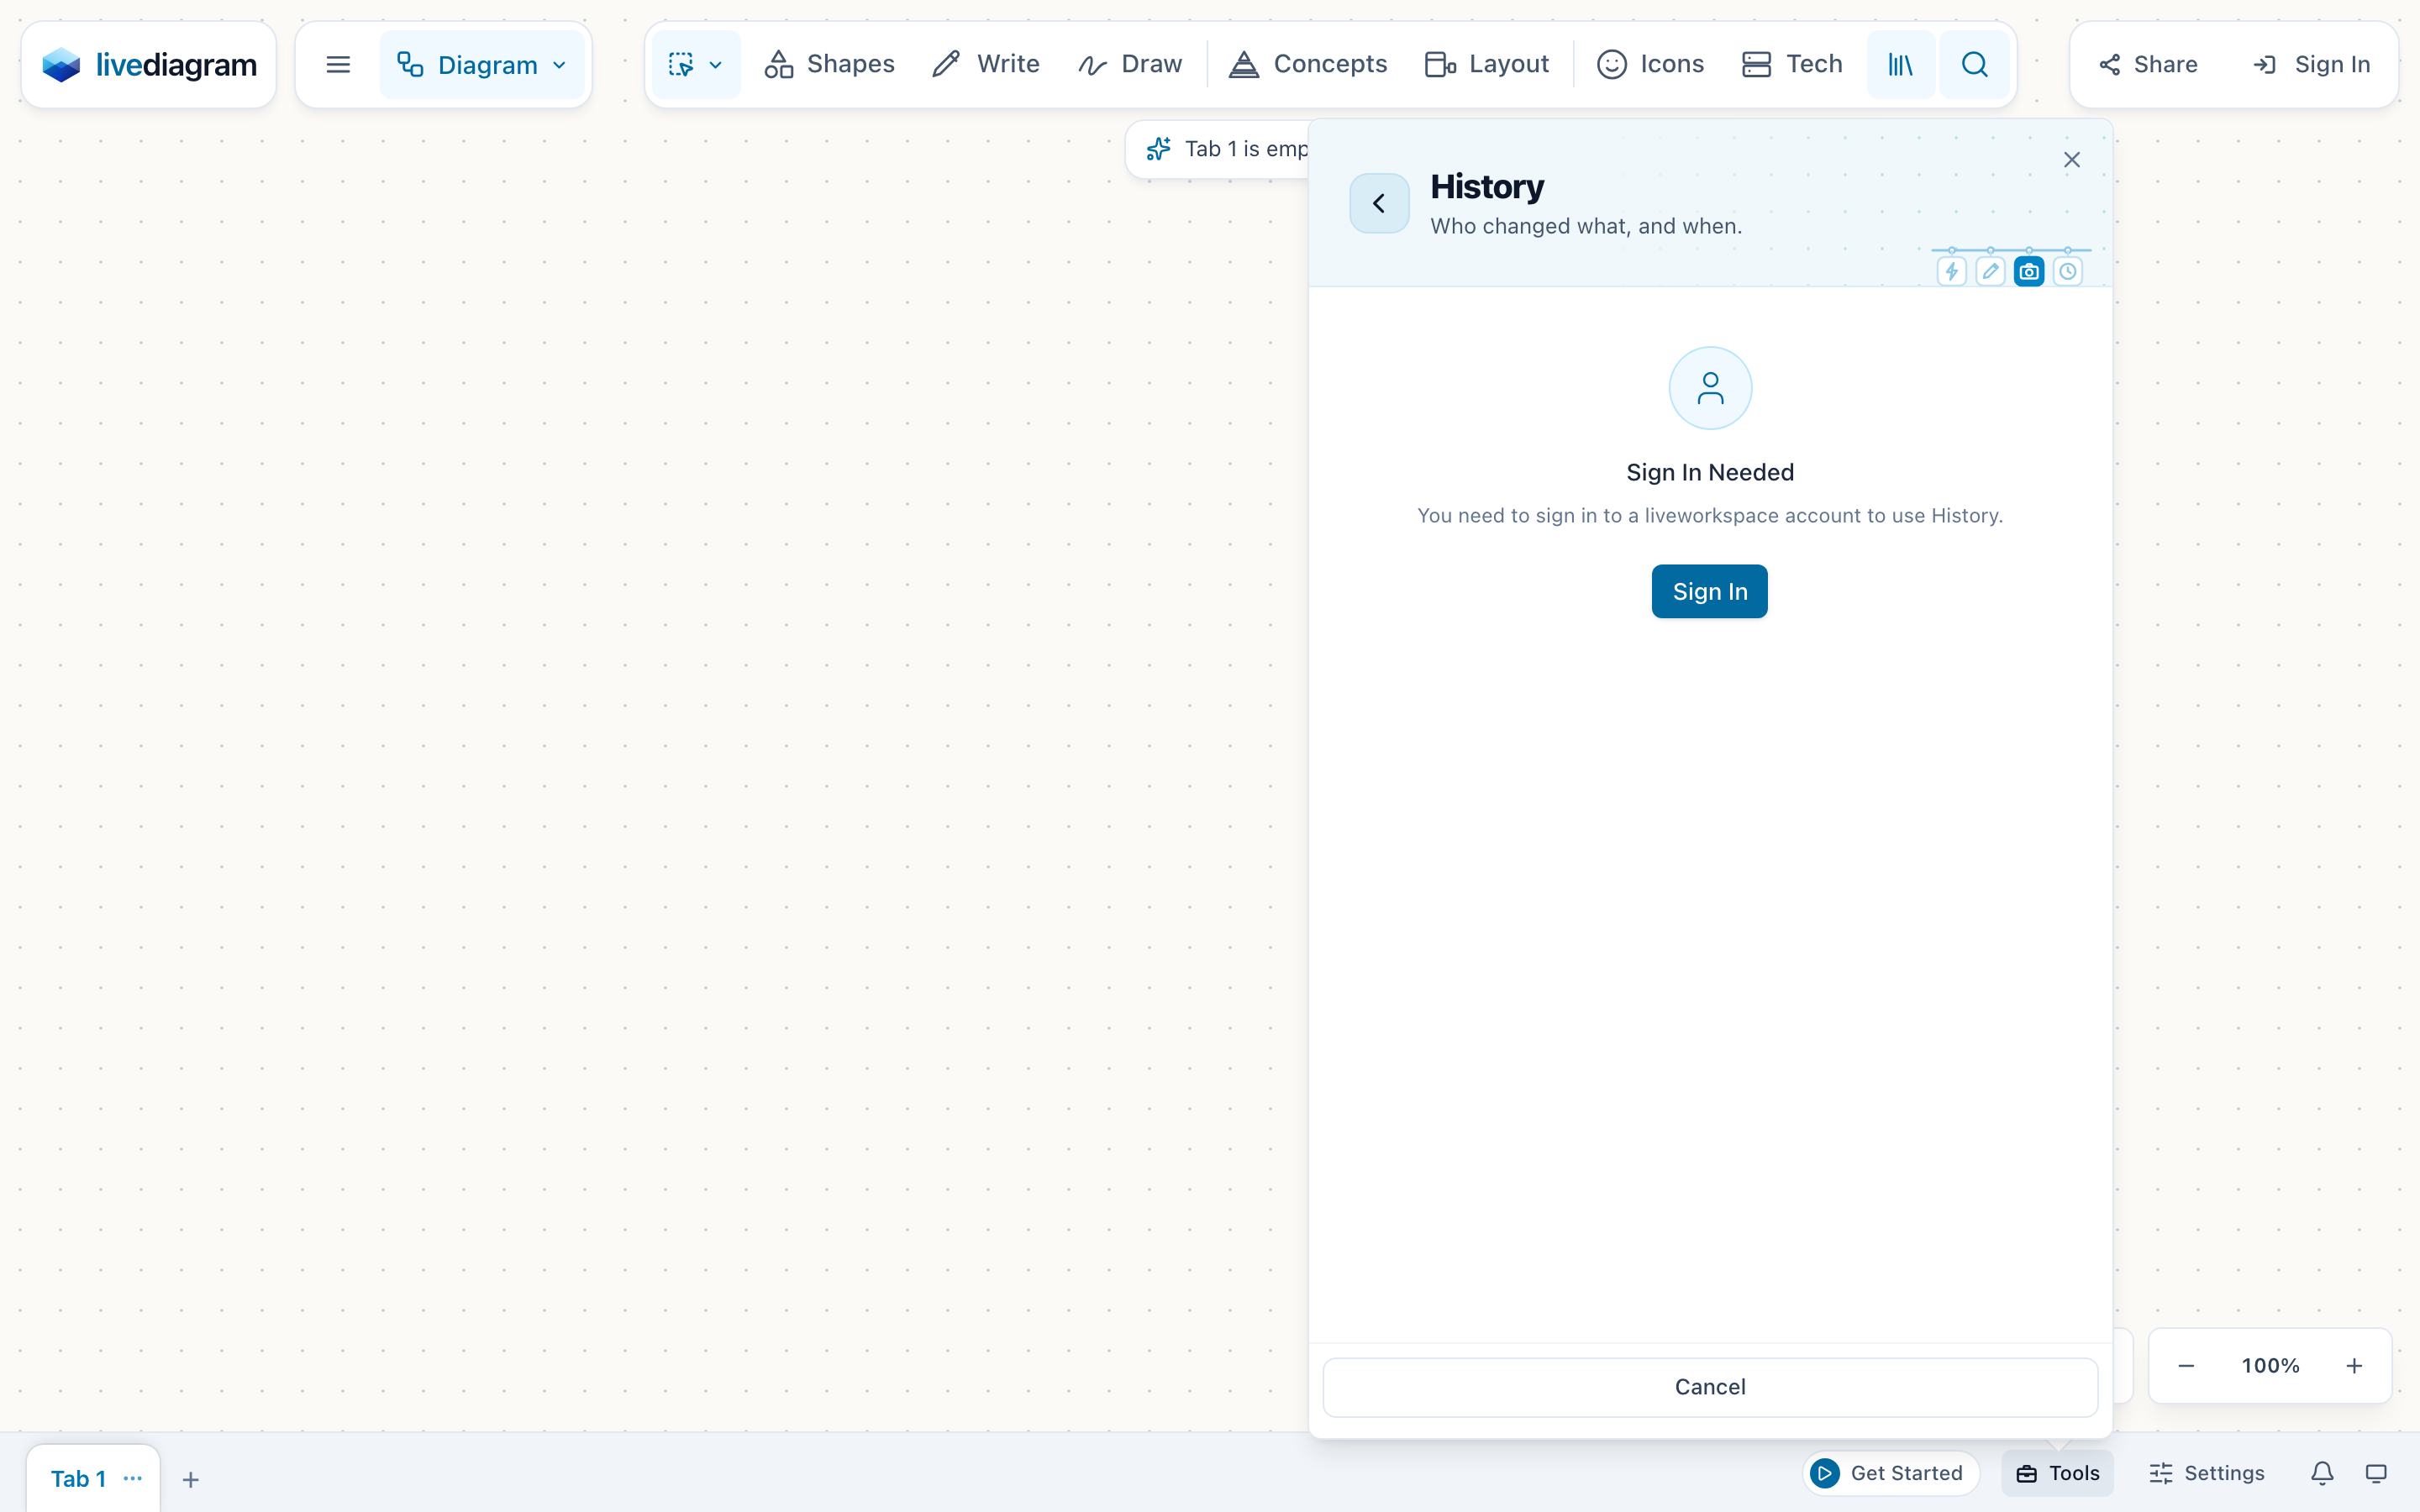 livediagram
Diagram
Shapes
Write
Draw
Concepts
Layout
Icons
Tech
Share
Sign In
Tab 1 is emp
History
Who changed what, and when.
Sign In Needed
You need to sign in to a liveworkspace account to use History.
Sign In
Cancel
100%
Tab 1
Get Started
Tools
Settings